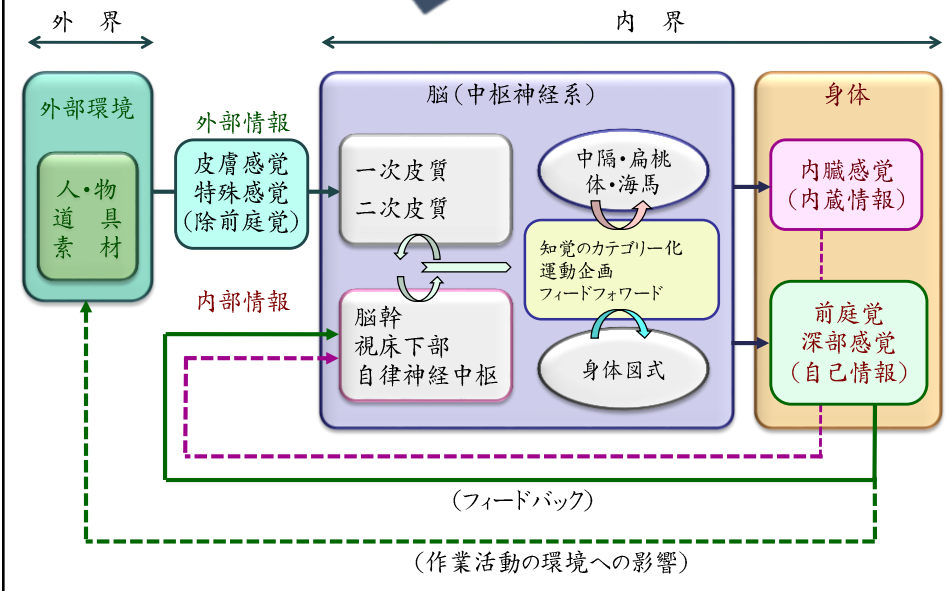 外 界
内 界
外部環境
人・物
道 具
素 材
外部情報
皮膚感覚
特殊感覚
(除前庭覚)
内部情報
脳(中枢神経系)
一次皮質
二次皮質
脳幹
視床下部
自律神経中枢
中隔・扁桃
体・海馬
知覚のカテゴリー化
運動企画
フィードフォワード
身体図式
身体
内臓感覚
(内蔵情報)
前庭覚
深部感覚
(自己情報)
(フィードバック)
(作業活動の環境への影響)